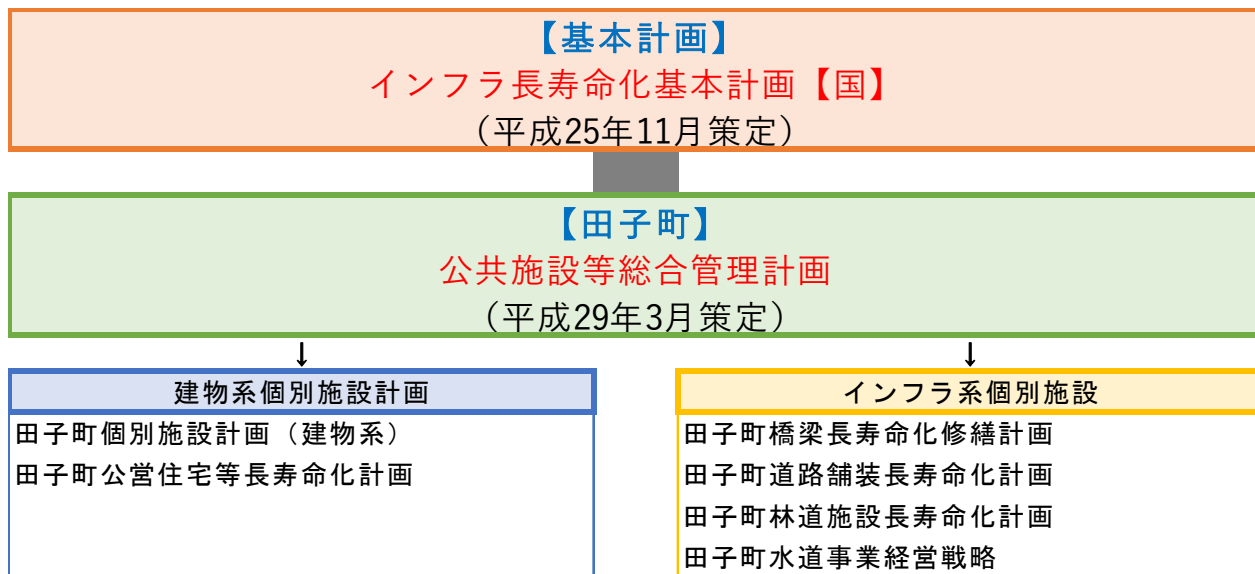 【基本計画】
インフラ長寿命化基本計画【国】
（平成25年11月策定）
【田子町】
公共施設等総合管理計画
（平成29年3月策定）
↓
↓
建物系個別施設計画
田子町個別施設計画（建物系）
田子町公営住宅等長寿命化計画
インフラ系個別施設
田子町橋梁長寿命化修繕計画
田子町道路舗装長寿命化計画
田子町林道施設長寿命化計画
田子町水道事業経営戦略